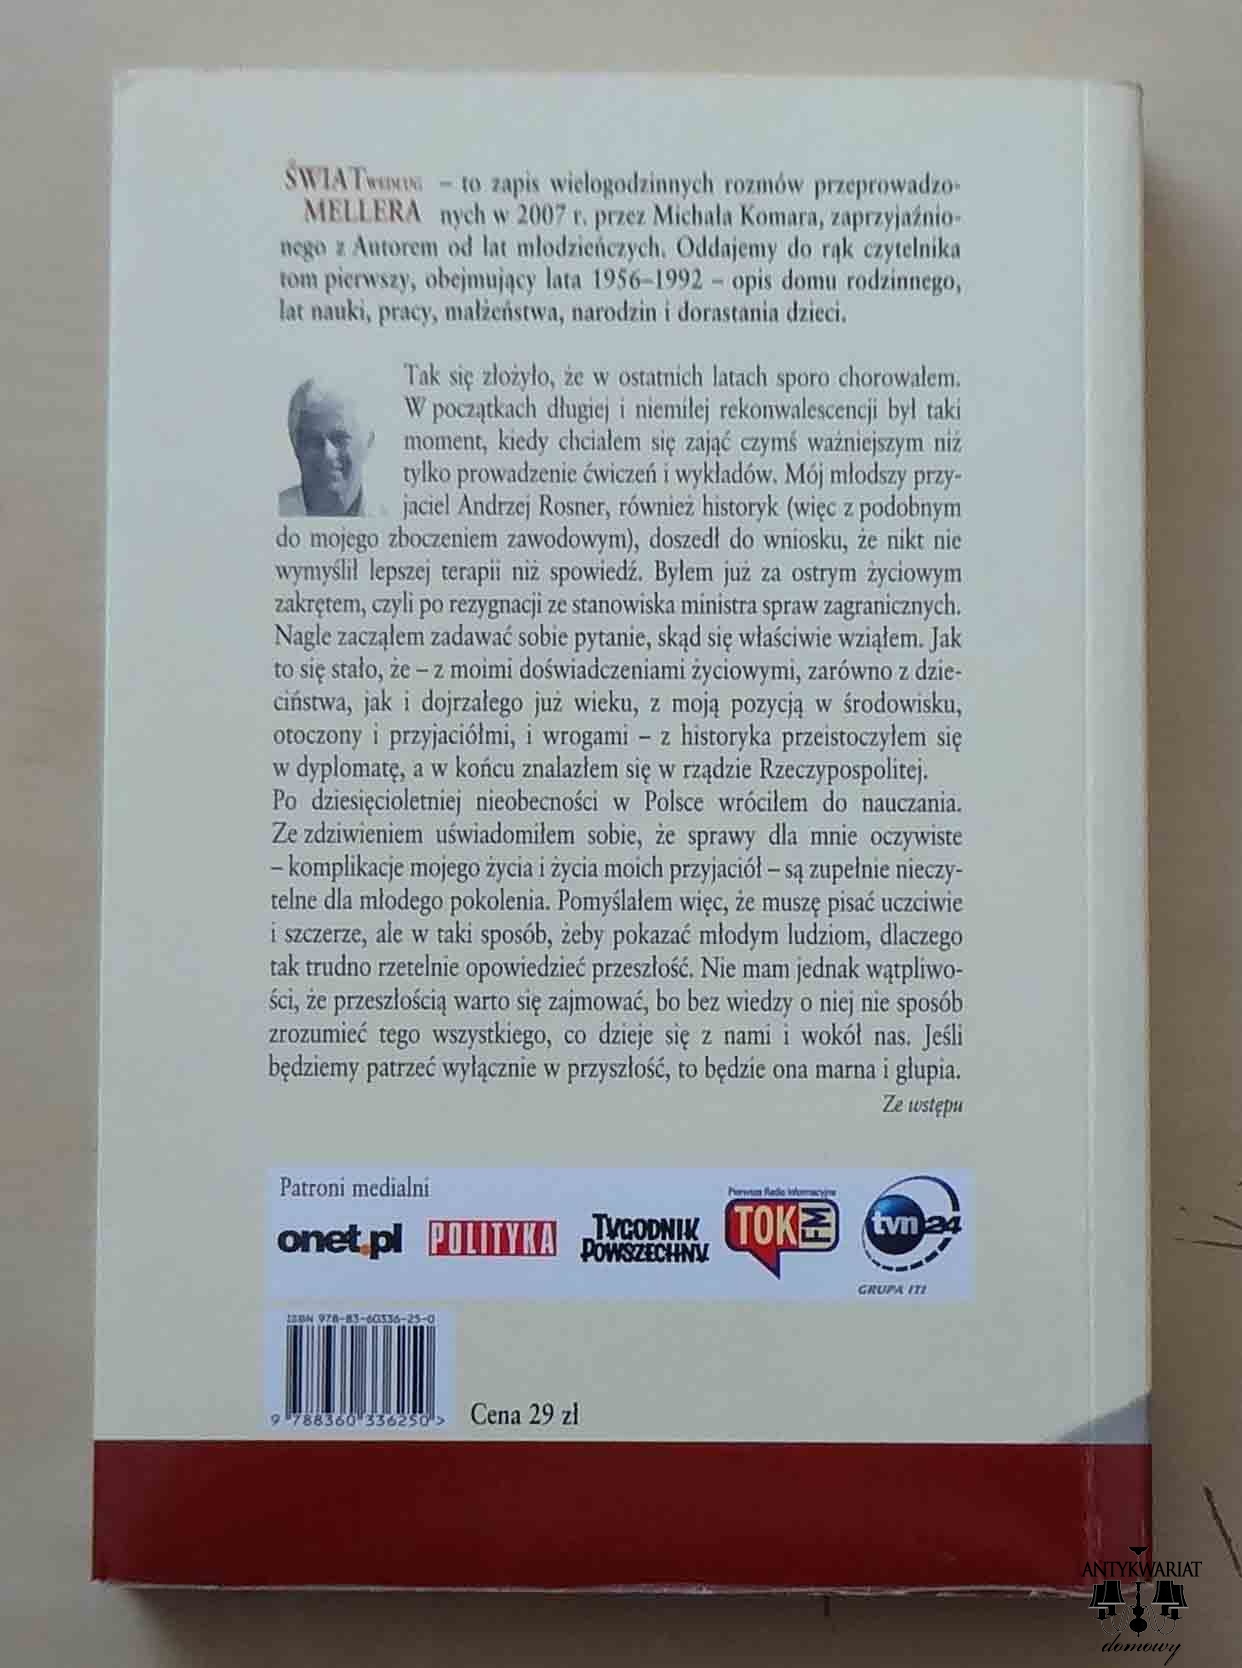 ŚWIAT WEDŁUG – to zapis wielogodzinnych rozmów przeprowadzo-
MELLERA nych w 2007 r. przez Michała Komara, zaprzyjaźnio-
nego z Autorem od lat młodzieńczych. Oddajemy do rąk czytelnika
tom pierwszy, obejmujący lata 1956–1992 – opis domu rodzinnego,
lat nauki, pracy, małżeństwa, narodzin i dorastania dzieci.
Tak się złożyło, że w ostatnich latach sporo chorowałem.
W początkach długiej i niemiłej rekonwalescencji był taki
moment, kiedy chciałem się zająć czymś ważniejszym niż
tylko prowadzenie ćwiczeń i wykładów. Mój młodszy przy-
jaciel Andrzej Rosner, również historyk (więc z podobnym
do mojego zboczeniem zawodowym), doszedł do wniosku, że nikt nie
wymyślił lepszej terapii niż spowiedź. Byłem już za ostrym życiowym
zakrętem, czyli po rezygnacji ze stanowiska ministra spraw zagranicznych.
Nagle zacząłem zadawać sobie pytanie, skąd się właściwie wziąłem. Jak
to się stało, że – z moimi doświadczeniami życiowymi, zarówno z dzie-
ciństwa, jak i dojrzałego już wieku, z moją pozycją w środowisku,
otoczony i przyjaciółmi, i wrogami – z historyka przeistoczyłem się
w dyplomatę, a w końcu znalazłem się w rządzie Rzeczypospolitej.
Po dziesięcioletniej nieobecności w Polsce wróciłem do nauczania.
Ze zdziwieniem uświadomiłem sobie, że sprawy dla mnie oczywiste
– komplikacje mojego życia i życia moich przyjaciół – są zupełnie nieczy-
telne dla młodego pokolenia. Pomyślałem więc, że muszę pisać uczciwie
i szczerze, ale w taki sposób, żeby pokazać młodym ludziom, dlaczego
tak trudno rzetelnie opowiedzieć przeszłość. Nie mam jednak wątpliwo-
ści, że przeszłością warto się zajmować, bo bez wiedzy o niej nie sposób
zrozumieć tego wszystkiego, co dzieje się z nami i wokół nas. Jeśli
będziemy patrzeć wyłącznie w przyszłość, to będzie ona marna i głupia.
Ze wstępu
Patroni medialni
onet.pl
POLITYKA
TYGODNIK
POWSZECHNY
Pierwsze Radio Informacyjne
TOK FM
tvn 24
GRUPA ITI
ISBN 978-83-60336-25-0
9 788360 336250 >
Cena 29 zł
ANTYKWARIAT
domowy